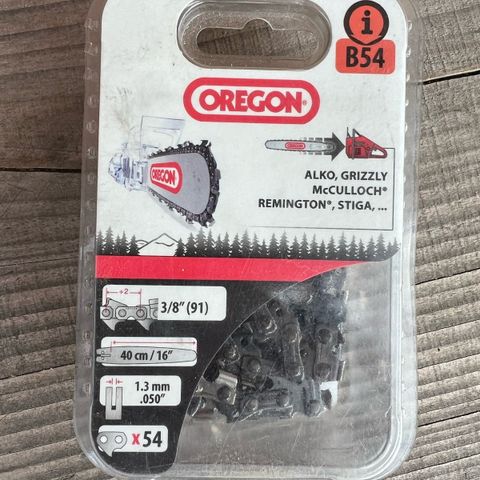 i
B54
OREGON®
OREGON
ALKO, GRIZZLY
McCULLOCH®
REMINGTON®, STIGA, ...
÷2
3/8” (91)
40 cm / 16”
1.3 mm
.050”
x 54